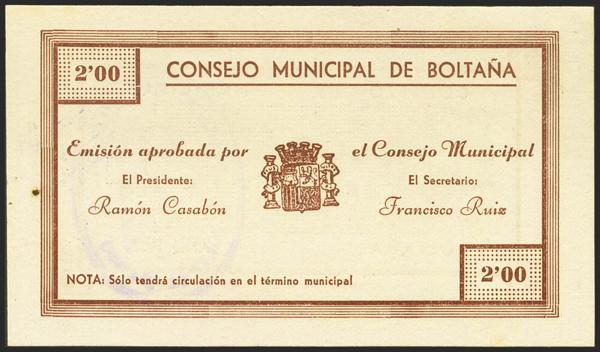 2'00
CONSEJO MUNICIPAL DE BOLTAÑA
Emisión aprobada por el Consejo Municipal
El Presidente: El Secretario:
Ramón Casabón Francisco Ruiz
NOTA: Sólo tendrá circulación en el término municipal
2'00